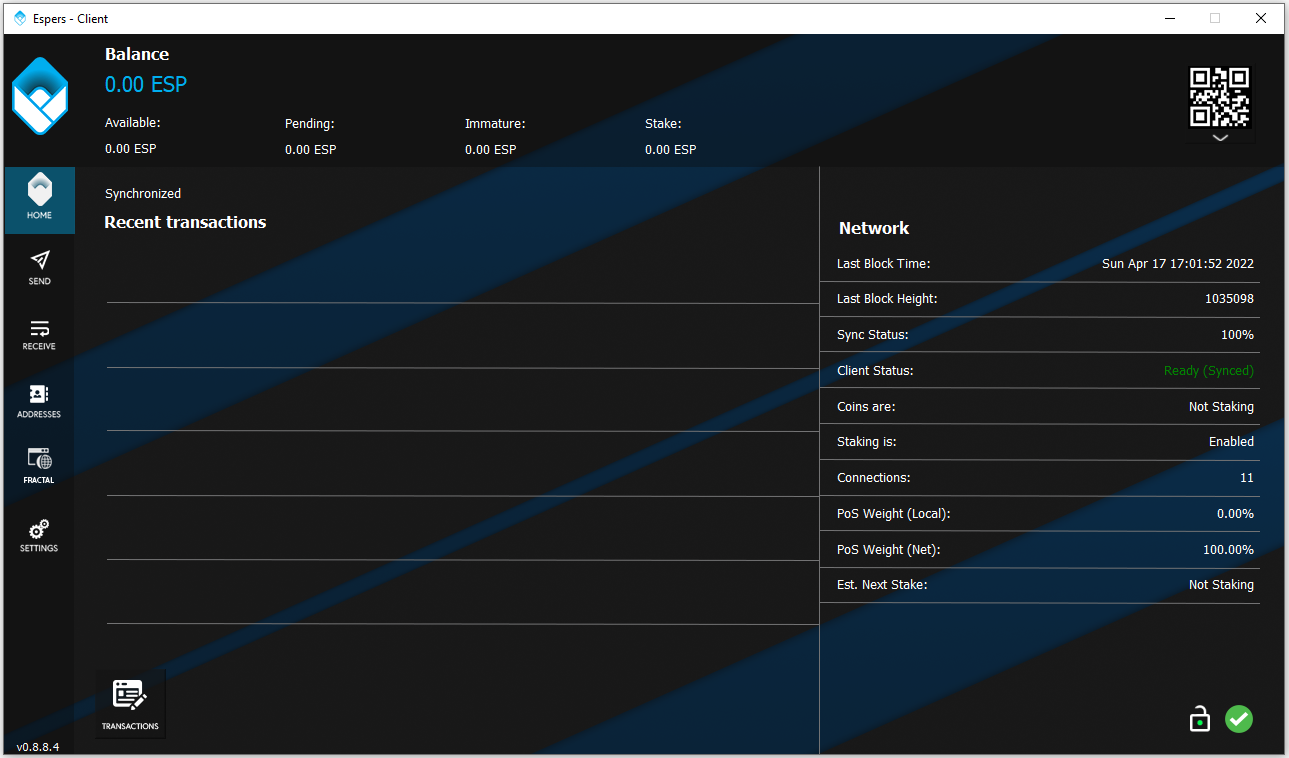 Espers - Client
Balance
0.00 ESP
Available: Pending: Immature: Stake:
0.00 ESP 0.00 ESP 0.00 ESP 0.00 ESP
HOME
SEND
RECEIVE
ADDRESSES
FRACTAL
SETTINGS
v0.8.8.4
Synchronized
Recent transactions
TRANSACTIONS
Network
Last Block Time: Sun Apr 17 17:01:52 2022
Last Block Height: 1035098
Sync Status: 100%
Client Status: Ready (Synced)
Coins are: Not Staking
Staking is: Enabled
Connections: 11
PoS Weight (Local): 0.00%
PoS Weight (Net): 100.00%
Est. Next Stake: Not Staking